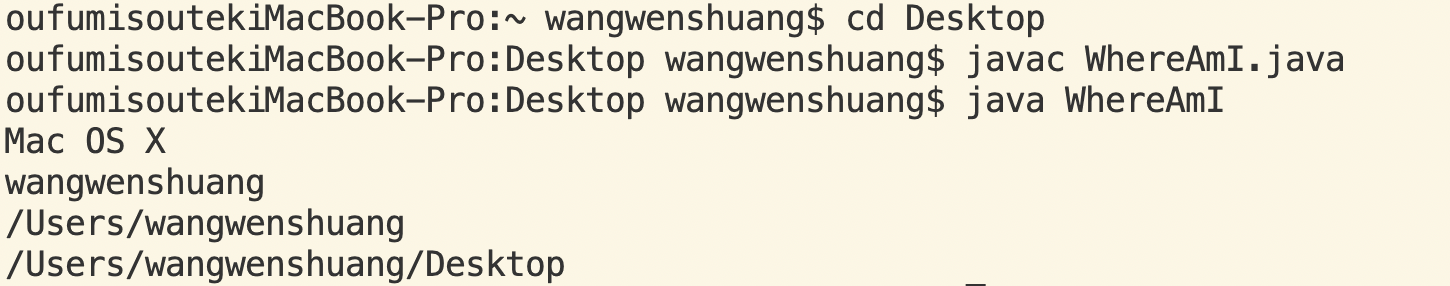 oufumisoutekiMacBook-Pro:~ wangwenshuang$ cd Desktop
oufumisoutekiMacBook-Pro:Desktop wangwenshuang$ javac WhereAmI.java
oufumisoutekiMacBook-Pro:Desktop wangwenshuang$ java WhereAmI
Mac OS X
wangwenshuang
/Users/wangwenshuang
/Users/wangwenshuang/Desktop